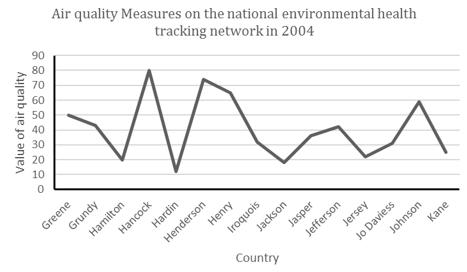 Air quality Measures on the national environmental health
tracking network in 2004
Value of air quality
90
80
70
60
50
40
30
20
10
0
Greene
Grundy
Hamilton
Hancock
Hardin
Henderson
Henry
Iroquois
Jackson
Jasper
Jefferson
Jersey
Jo Daviess
Johnson
Kane
Country